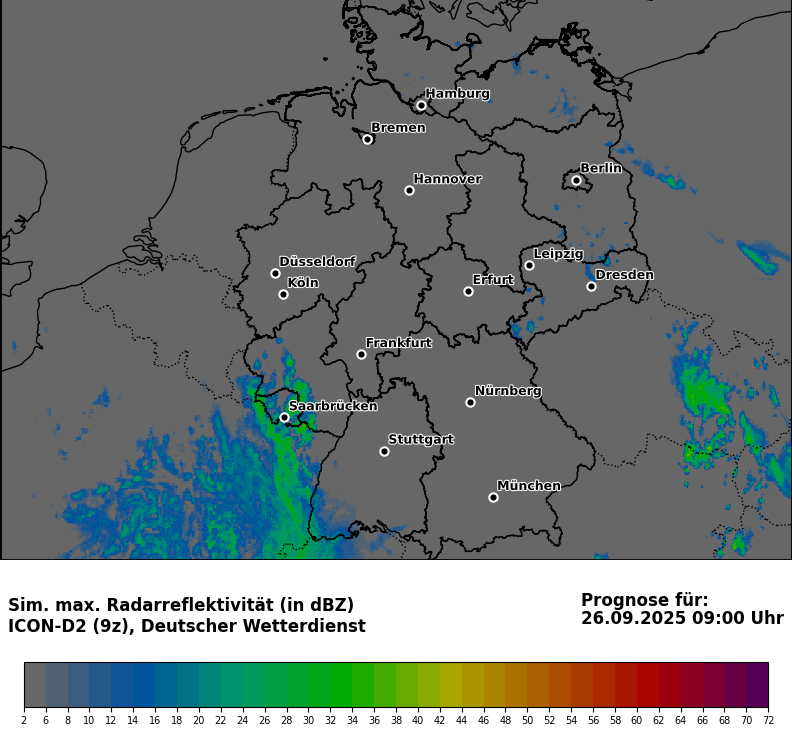 Hamburg
Bremen
Berlin
Hannover
Leipzig
Düsseldorf
Dresden
Köln
Erfurt
Frankfurt
Nürnberg
Saarbrücken
Stuttgart
München
Sim. max. Radarreflektivität (in dBZ)
ICON-D2 (9z), Deutscher Wetterdienst
Prognose für:
26.09.2025 09:00 Uhr
2 6 8 10 12 14 16 18 20 22 24 26 28 30 32 34 36 38 40 42 44 46 48 50 52 54 56 58 60 62 64 66 68 70 72